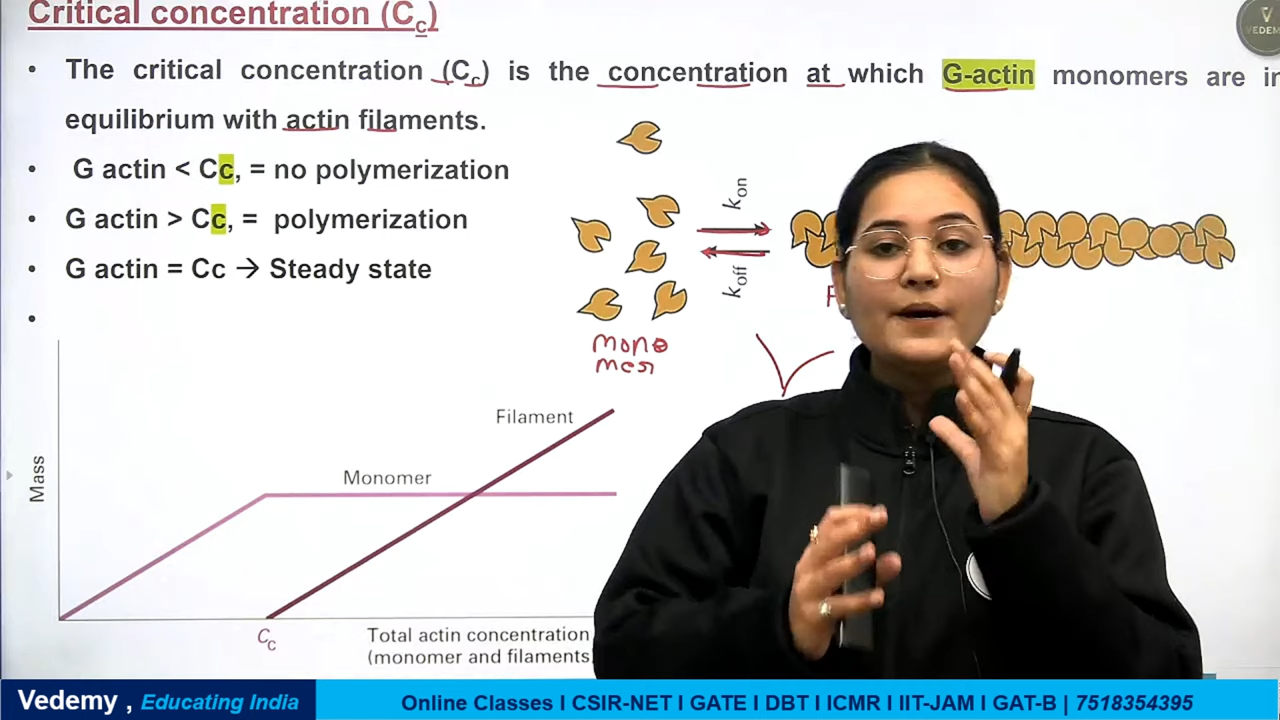 Critical concentration (Cc)
VEDEM
• The critical concentration (Cc) is the concentration at which G-actin monomers are in
equilibrium with actin filaments.
• G actin < Cc, = no polymerization
• G actin > Cc, = polymerization
• G actin = Cc → Steady state
•
kon
koff
F
mono
mer
Filament
Monomer
Mass
Cc
Total actin concentration
(monomer and filaments
Vedemy , Educating India
Online Classes I CSIR-NET I GATE I DBT I ICMR I IIT-JAM I GAT-B | 7518354395